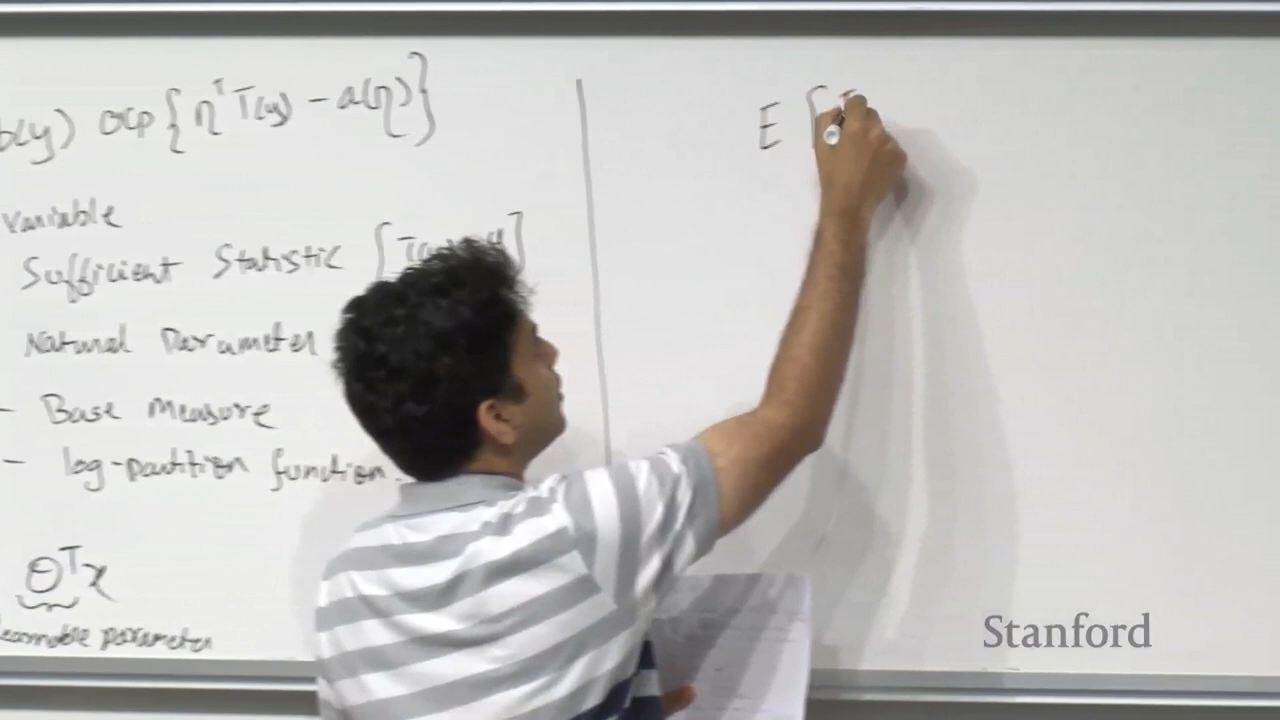 b(y) exp { η^T T(y) - a(η) }
Variable
Sufficient Statistic [
Natural Parameter
- Base Measure
- log-partition function.
θ^T x
learnable parameter
E [
Stanford